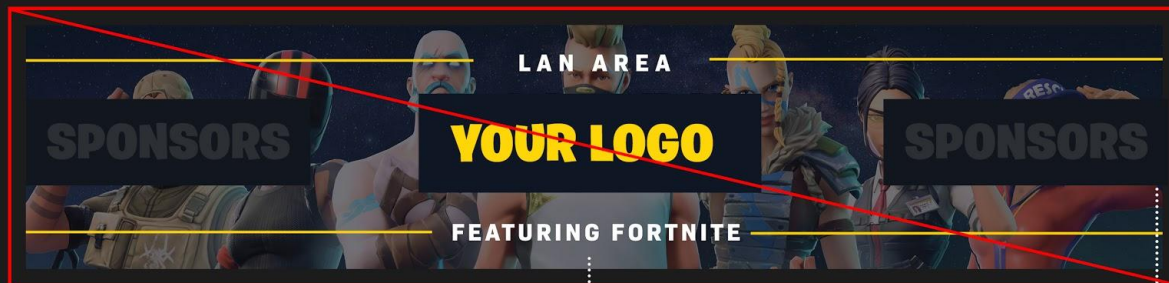 LAN AREA
SPONSORS
YOUR LOGO
SPONSORS
FEATURING FORTNITE